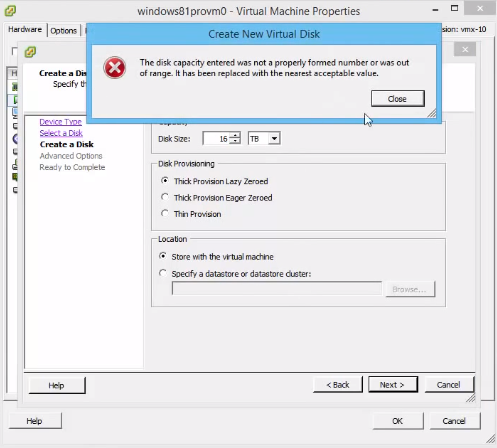 windows81provm0 - Virtual Machine Properties
Hardware Options
sion: vmx-10
Create New Virtual Disk
The disk capacity entered was not a properly formed number or was out
of range. It has been replaced with the nearest acceptable value.
Close
Create a Di
Specify th
Device Type
Select a Disk
Create a Disk
Advanced Options
Ready to Complete
Capacity
Disk Size: 16 TB
Disk Provisioning
Thick Provision Lazy Zeroed
Thick Provision Eager Zeroed
Thin Provision
Location
Store with the virtual machine
Specify a datastore or datastore cluster:
Browse...
Help
< Back
Next >
Cancel
Help
OK
Cancel